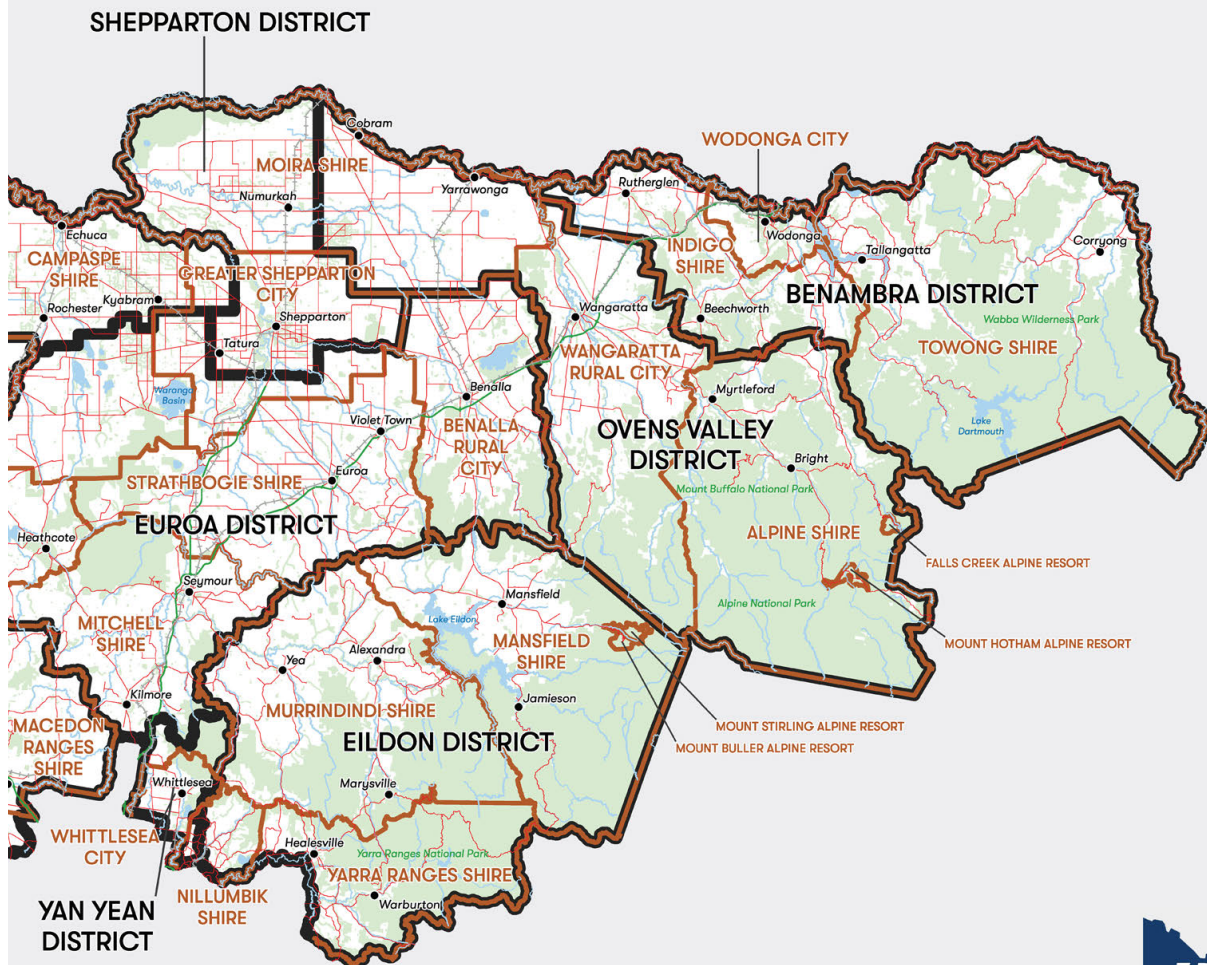 SHEPPARTON DISTRICT
Cobram
MOIRA SHIRE
WODONGA CITY
Yarrawonga
Rutherglen
Numurkah
Echuca
Wodonga
CAMPASPE
SHIRE
INDIGO
SHIRE
Tallangatta
Corryong
GREATER SHEPPARTON
CITY
Kyabram
BENAMBRA DISTRICT
Rochester
Shepparton
Wangaratta
Beechworth
Wabba Wilderness Park
Tatura
WANGARATTA
RURAL CITY
TOWONG SHIRE
Waranga
Basin
Benalla
Myrtleford
Violet Town
BENALLA
RURAL
CITY
OVENS VALLEY
DISTRICT
Lake
Dartmouth
Euroa
Bright
STRATHBOGIE SHIRE
Mount Buffalo National Park
EUROA DISTRICT
ALPINE SHIRE
Heathcote
FALLS CREEK ALPINE RESORT
Seymour
Mansfield
Alpine National Park
Lake Eildon
MITCHELL
SHIRE
MANSFIELD
SHIRE
MOUNT HOTHAM ALPINE RESORT
Alexandra
Yea
Kilmore
Jamieson
MURRINDINDI SHIRE
MACEDON
RANGES
SHIRE
MOUNT STIRLING ALPINE RESORT
EILDON DISTRICT
MOUNT BULLER ALPINE RESORT
Whittlesea
Marysville
WHITTLESEA
CITY
Healesville
Yarra Ranges National Park
YARRA RANGES SHIRE
NILLUMBIK
SHIRE
Warburton
YAN YEAN
DISTRICT